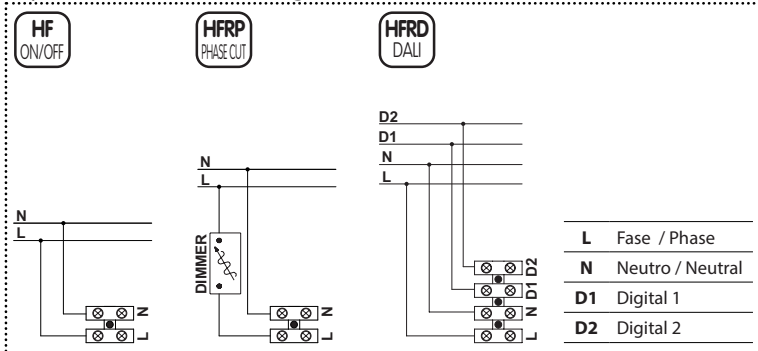 HF
ON/OFF
HFRP
PHASE CUT
HFRD
DALI
N
L
N
L
DIMMER
N
L
N
L
D2
D1
N
L
D2
D1
N
L
L Fase / Phase
N Neutro / Neutral
D1 Digital 1
D2 Digital 2